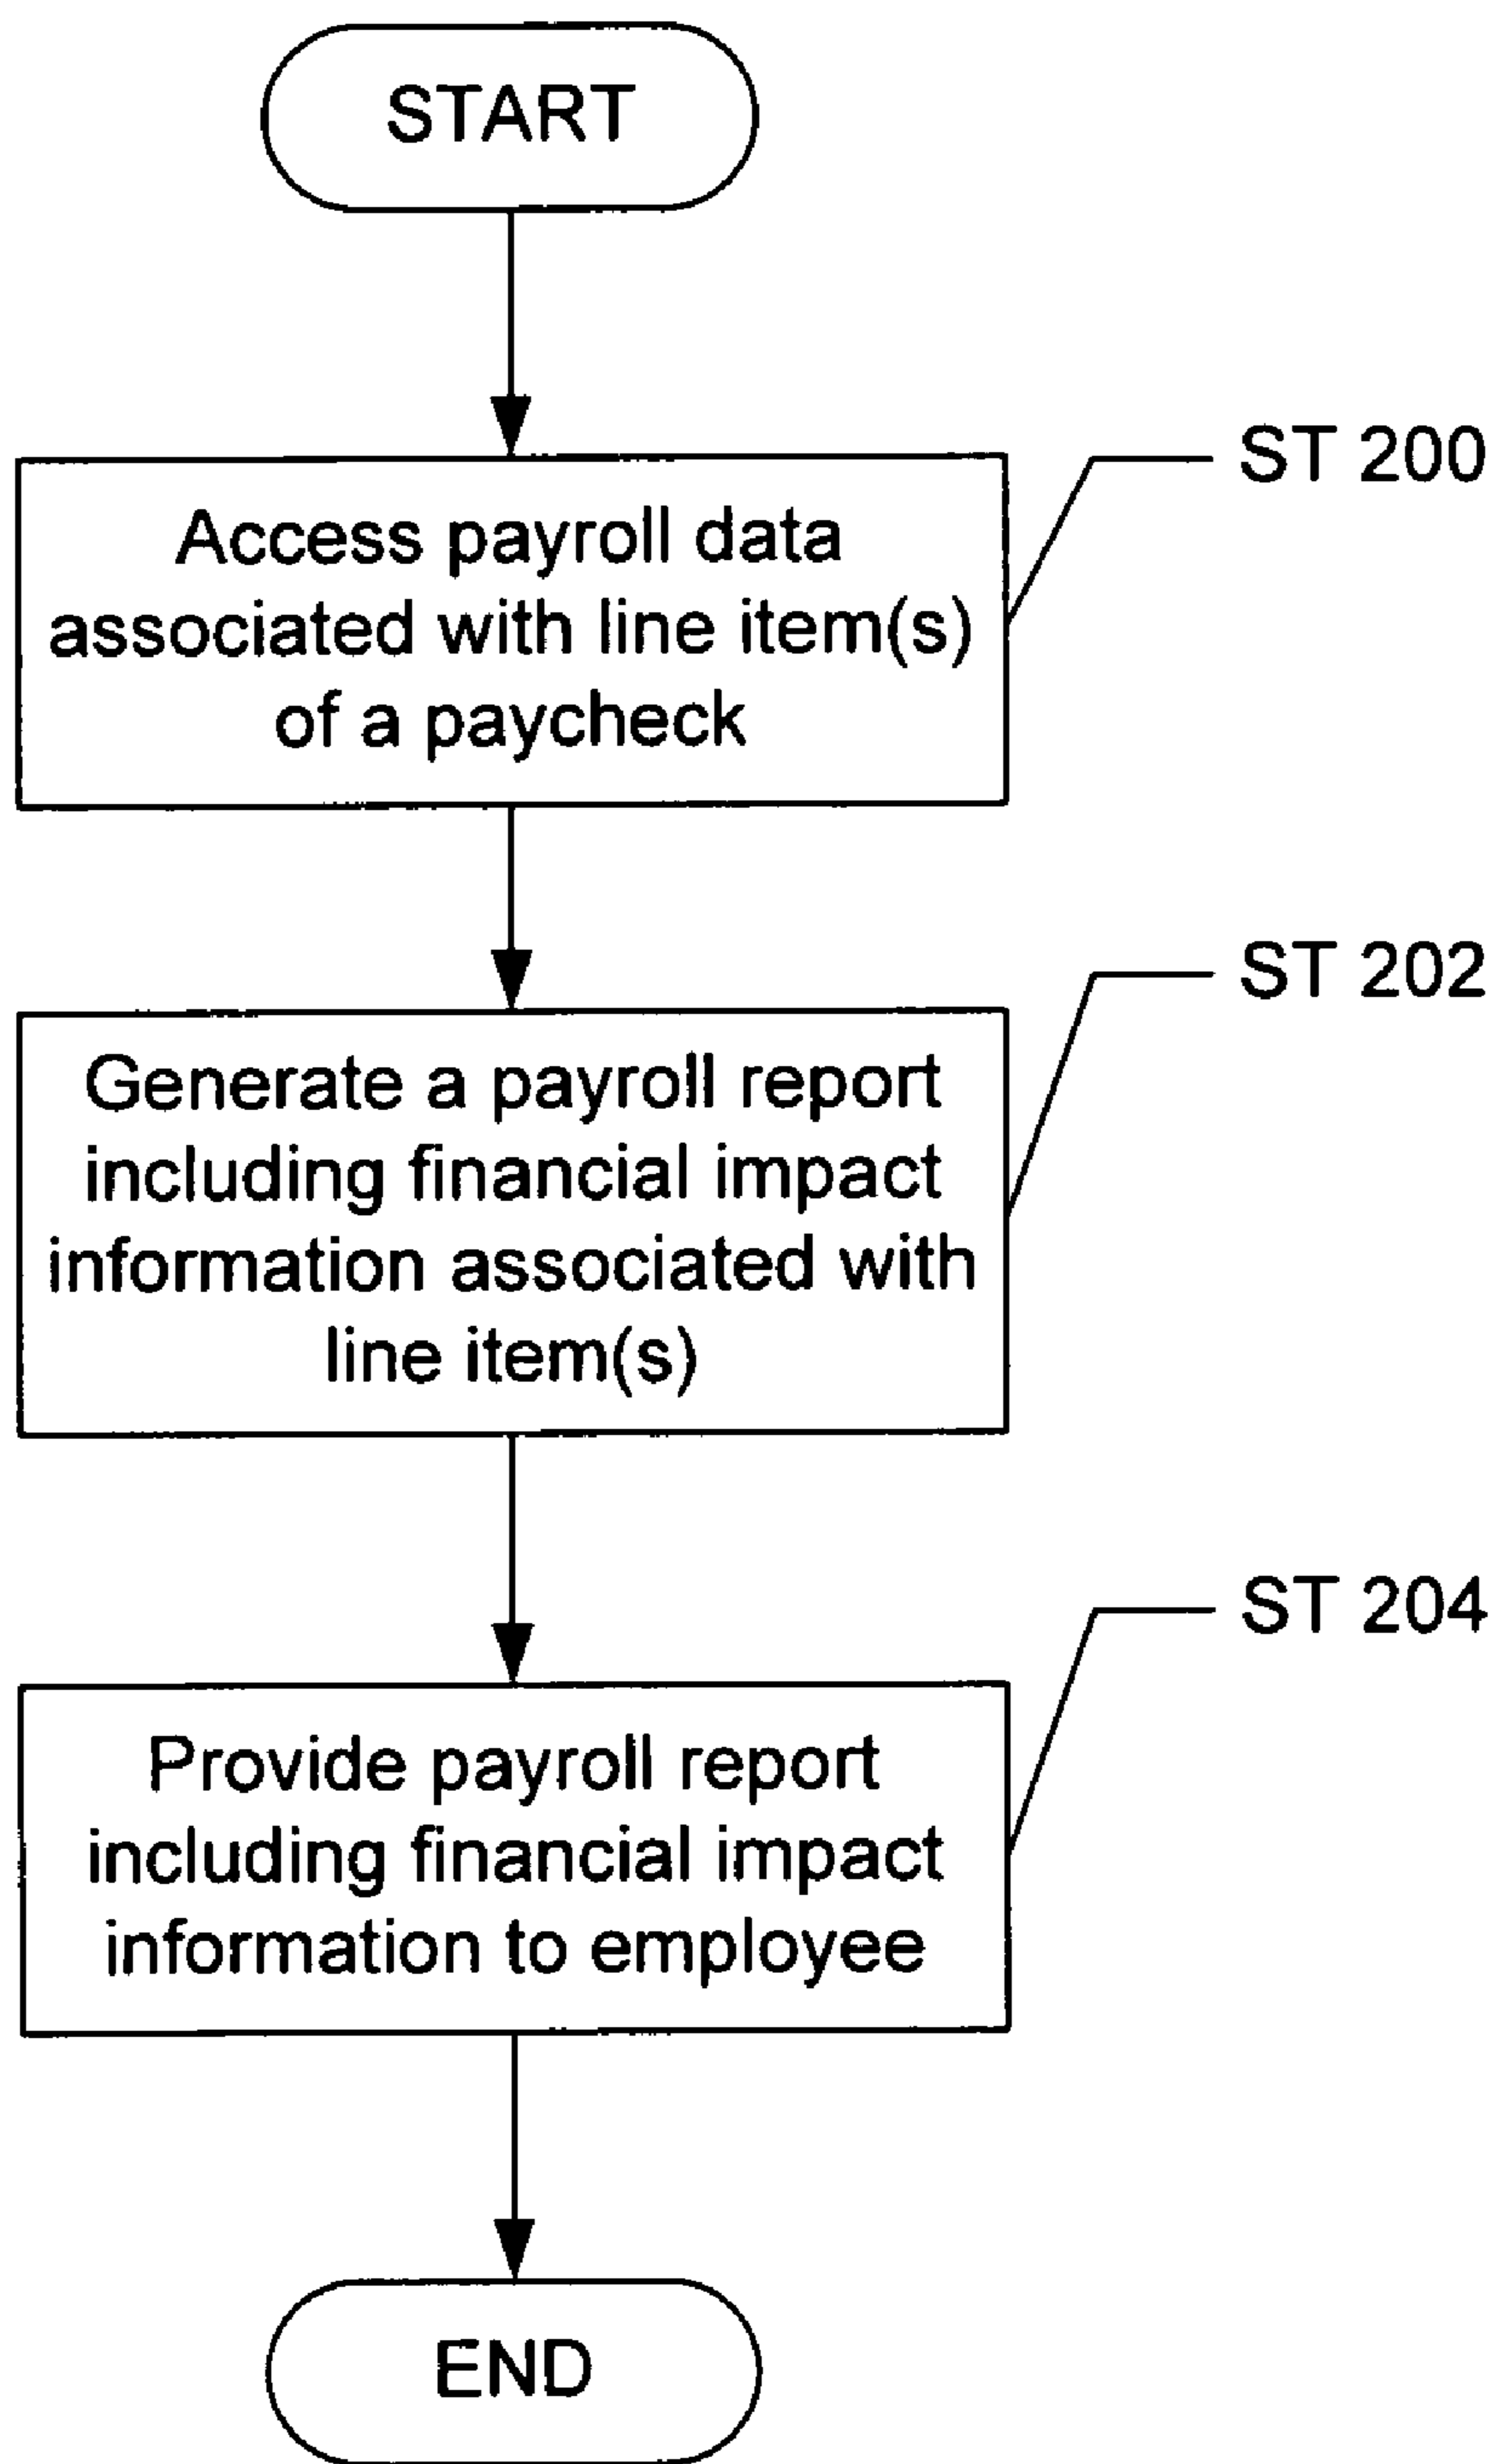 START
ST 200
Access payroll data
associated with line item(s)
of a paycheck
ST 202
Generate a payroll report
including financial impact
information associated with
line item(s)
ST 204
Provide payroll report
including financial impact
information to employee
END